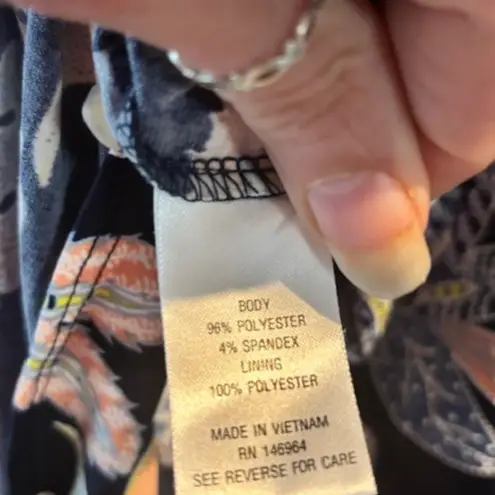 BODY
96% POLYESTER
4% SPANDEX
LINING
100% POLYESTER
MADE IN VIETNAM
RN 146964
SEE REVERSE FOR CARE